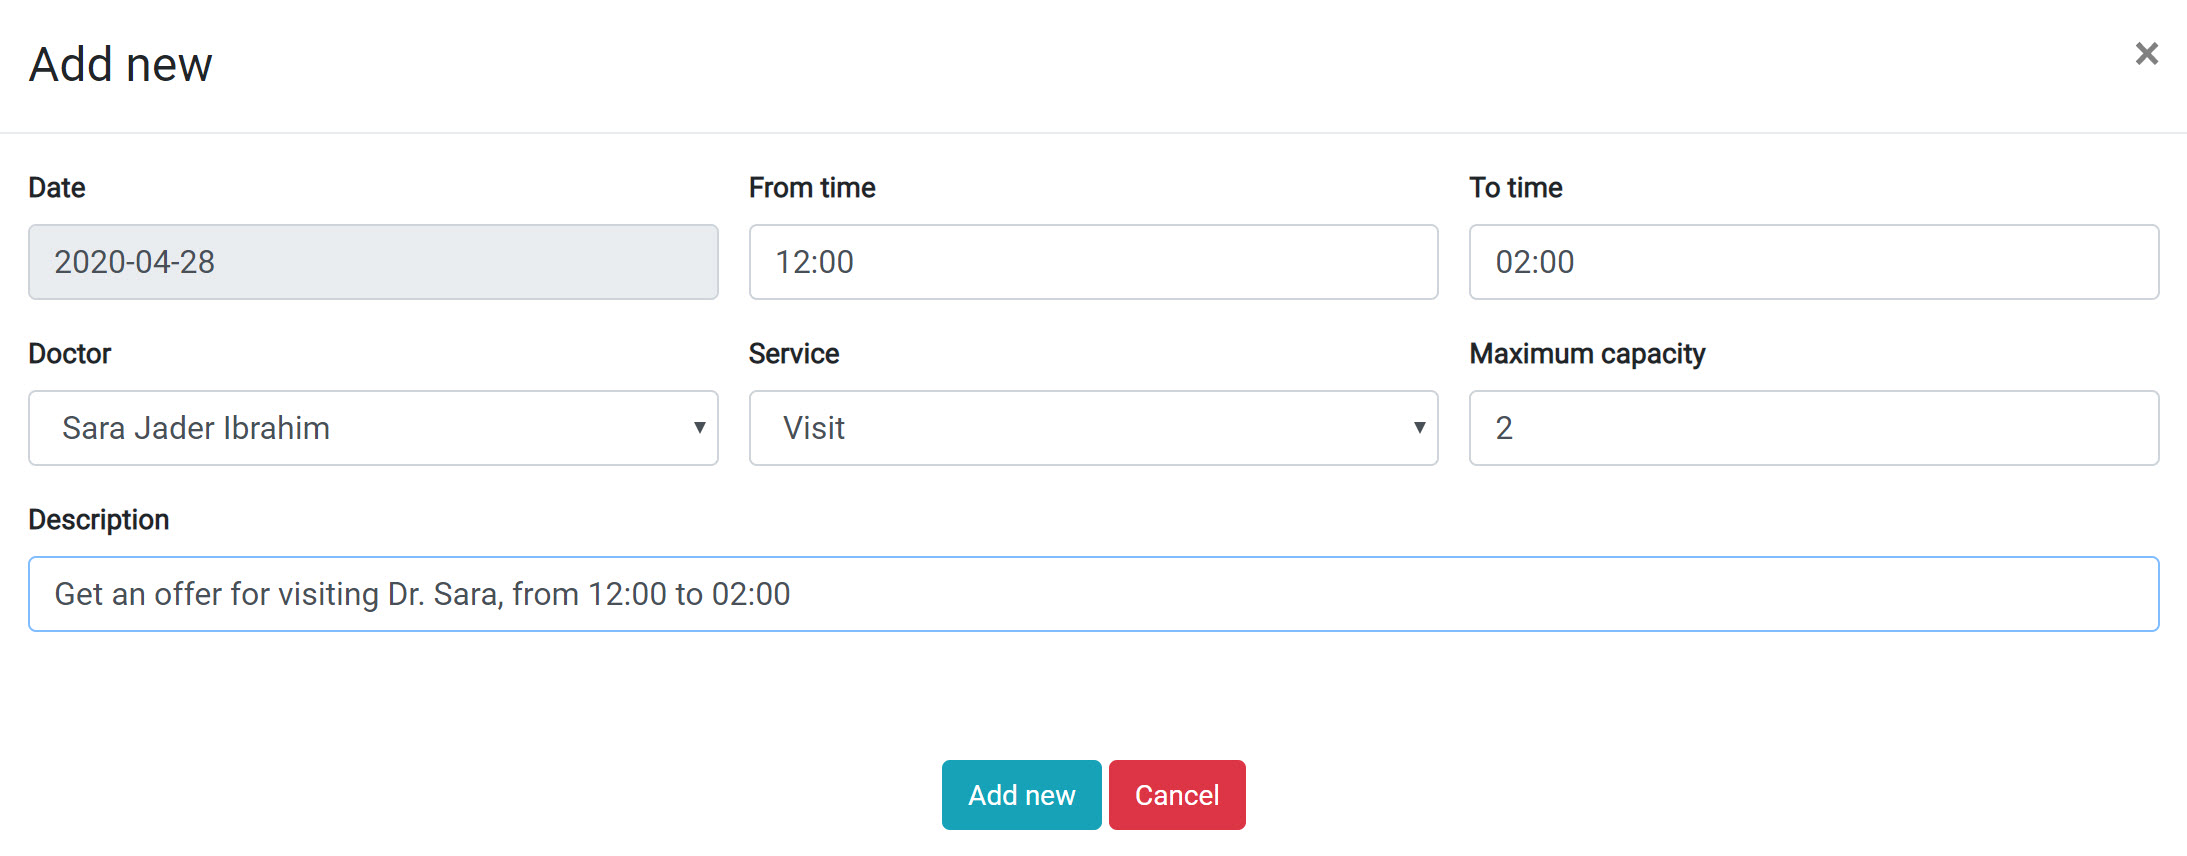 Add new ×
Date From time To time
2020-04-28 12:00 02:00
Doctor Service Maximum capacity
Sara Jader Ibrahim Visit 2
Description
Get an offer for visiting Dr. Sara, from 12:00 to 02:00
Add new Cancel